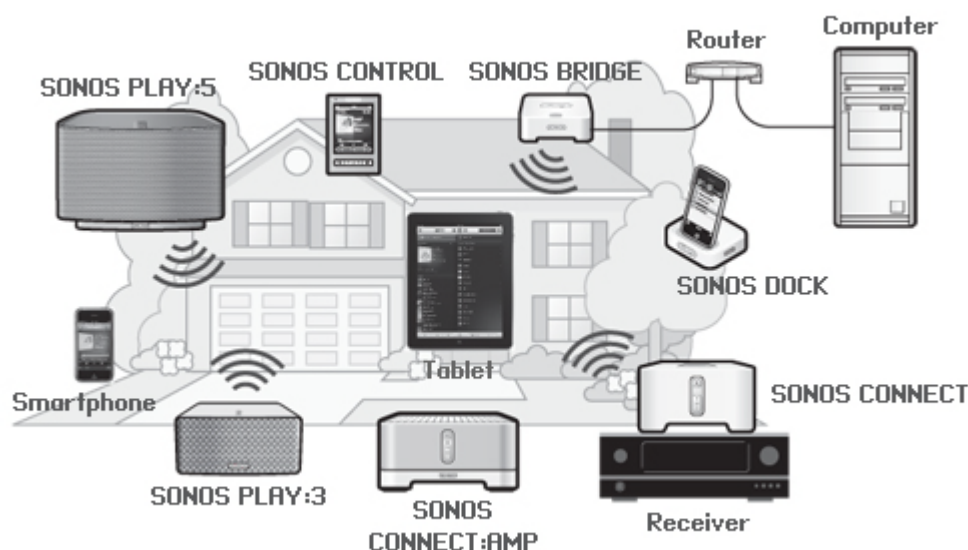 Computer
Router
SONOS CONTROL
SONOS BRIDGE
SONOS PLAY:5
SONOS DOCK
Tablet
Smartphone
SONOS CONNECT
SONOS PLAY:3
SONOS
CONNECT:AMP
Receiver